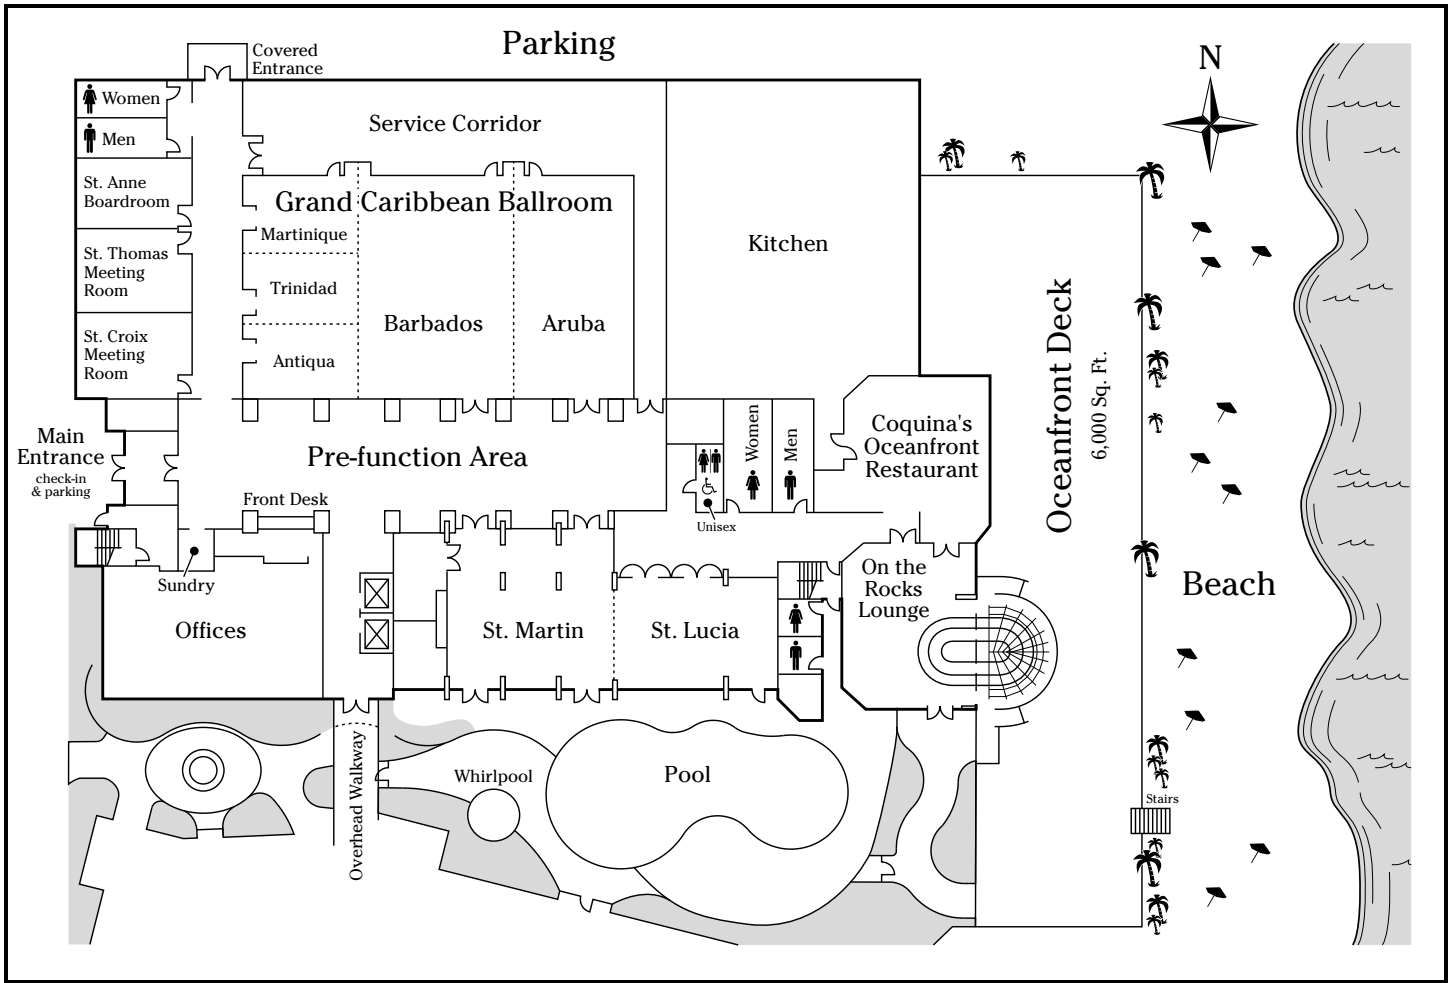 Parking
N
Covered
Entrance
Women
Men
Service Corridor
St. Anne
Boardroom
Grand Caribbean Ballroom
Martinique
Kitchen
St. Thomas
Meeting
Room
Trinidad
Barbados
Aruba
St. Croix
Meeting
Room
Antiqua
Oceanfront Deck
6,000 Sq. Ft.
Main
Entrance
check-in
& parking
Pre-function Area
Women
Men
Coquina's
Oceanfront
Restaurant
Front Desk
Unisex
Sundry
On the
Rocks
Lounge
Beach
Offices
St. Martin
St. Lucia
Overhead Walkway
Whirlpool
Pool
Stairs